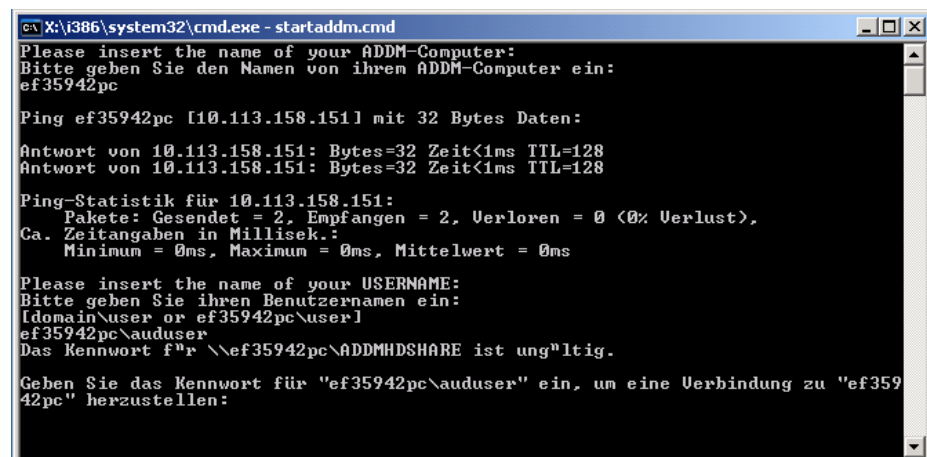 X:\i386\system32\cmd.exe - startaddm.cmd
Please insert the name of your ADDM-Computer:
Bitte geben Sie den Namen von ihrem ADDM-Computer ein:
ef35942pc
Ping ef35942pc [10.113.158.151] mit 32 Bytes Daten:
Antwort von 10.113.158.151: Bytes=32 Zeit<1ms TTL=128
Antwort von 10.113.158.151: Bytes=32 Zeit<1ms TTL=128
Ping-Statistik für 10.113.158.151:
Pakete: Gesendet = 2, Empfangen = 2, Verloren = 0 (0% Verlust),
Ca. Zeitangaben in Millisek.:
Minimum = 0ms, Maximum = 0ms, Mittelwert = 0ms
Please insert the name of your USERNAME:
Bitte geben Sie ihren Benutzernamen ein:
[domain\user or ef35942pc\user]
ef35942pc\auduser
Das Kennwort fⁿr \\ef35942pc\ADDMHDSHARE ist ungⁿltig.
Geben Sie das Kennwort für "ef35942pc\auduser" ein, um eine Verbindung zu "ef359
42pc" herzustellen: